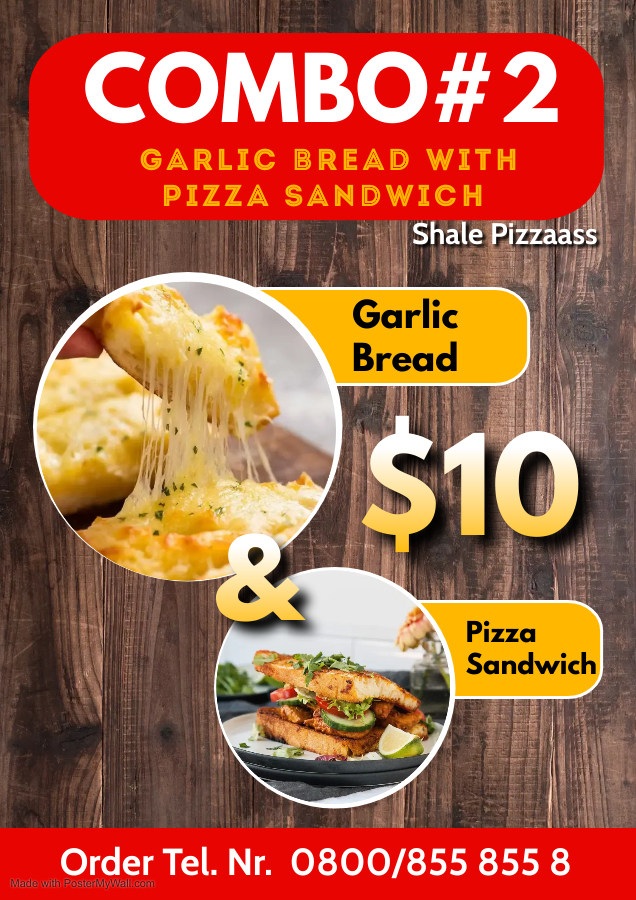 COMBO#2
GARLIC BREAD WITH
PIZZA SANDWICH
Shale Pizzaass
Garlic
Bread
$10
&
Pizza
Sandwich
Order Tel. Nr. 0800/855 855 8
Made with PosterMyWall.com